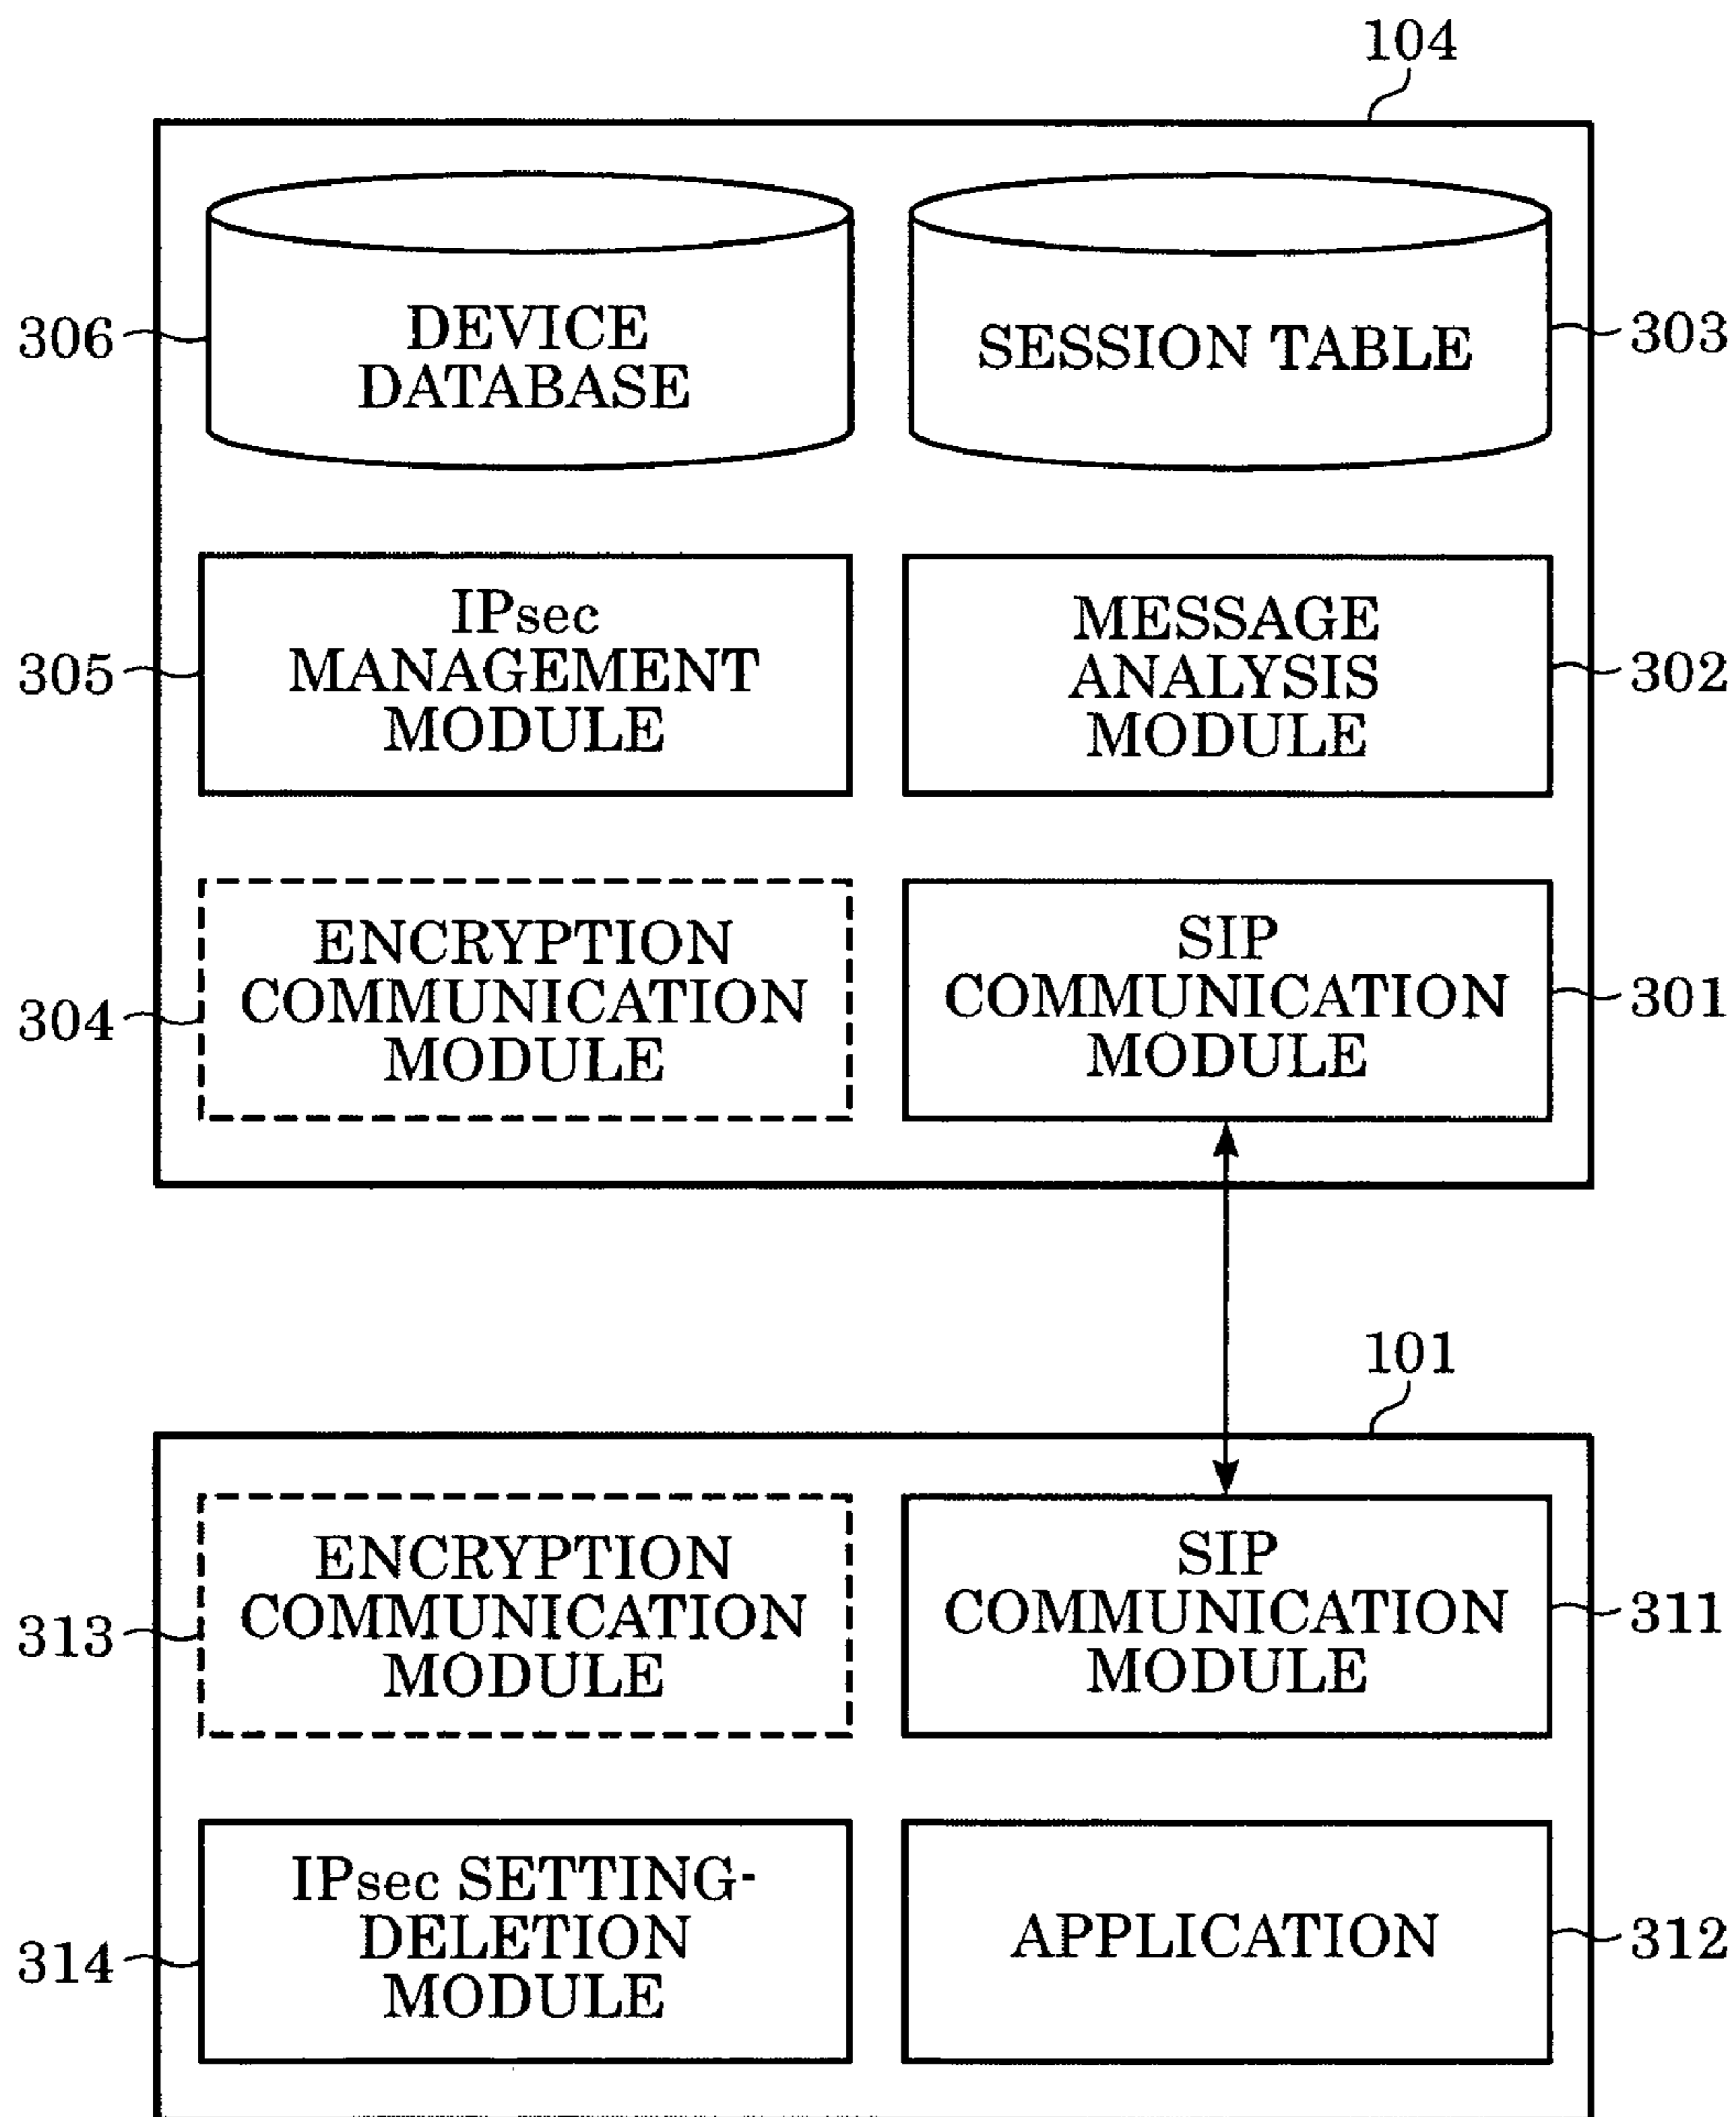 104
DEVICE
DATABASE
306
SESSION TABLE
303
IPsec
MANAGEMENT
MODULE
305
MESSAGE
ANALYSIS
MODULE
302
ENCRYPTION
COMMUNICATION
MODULE
304
SIP
COMMUNICATION
MODULE
301
101
ENCRYPTION
COMMUNICATION
MODULE
313
SIP
COMMUNICATION
MODULE
311
IPsec SETTING-
DELETION
MODULE
314
APPLICATION
312